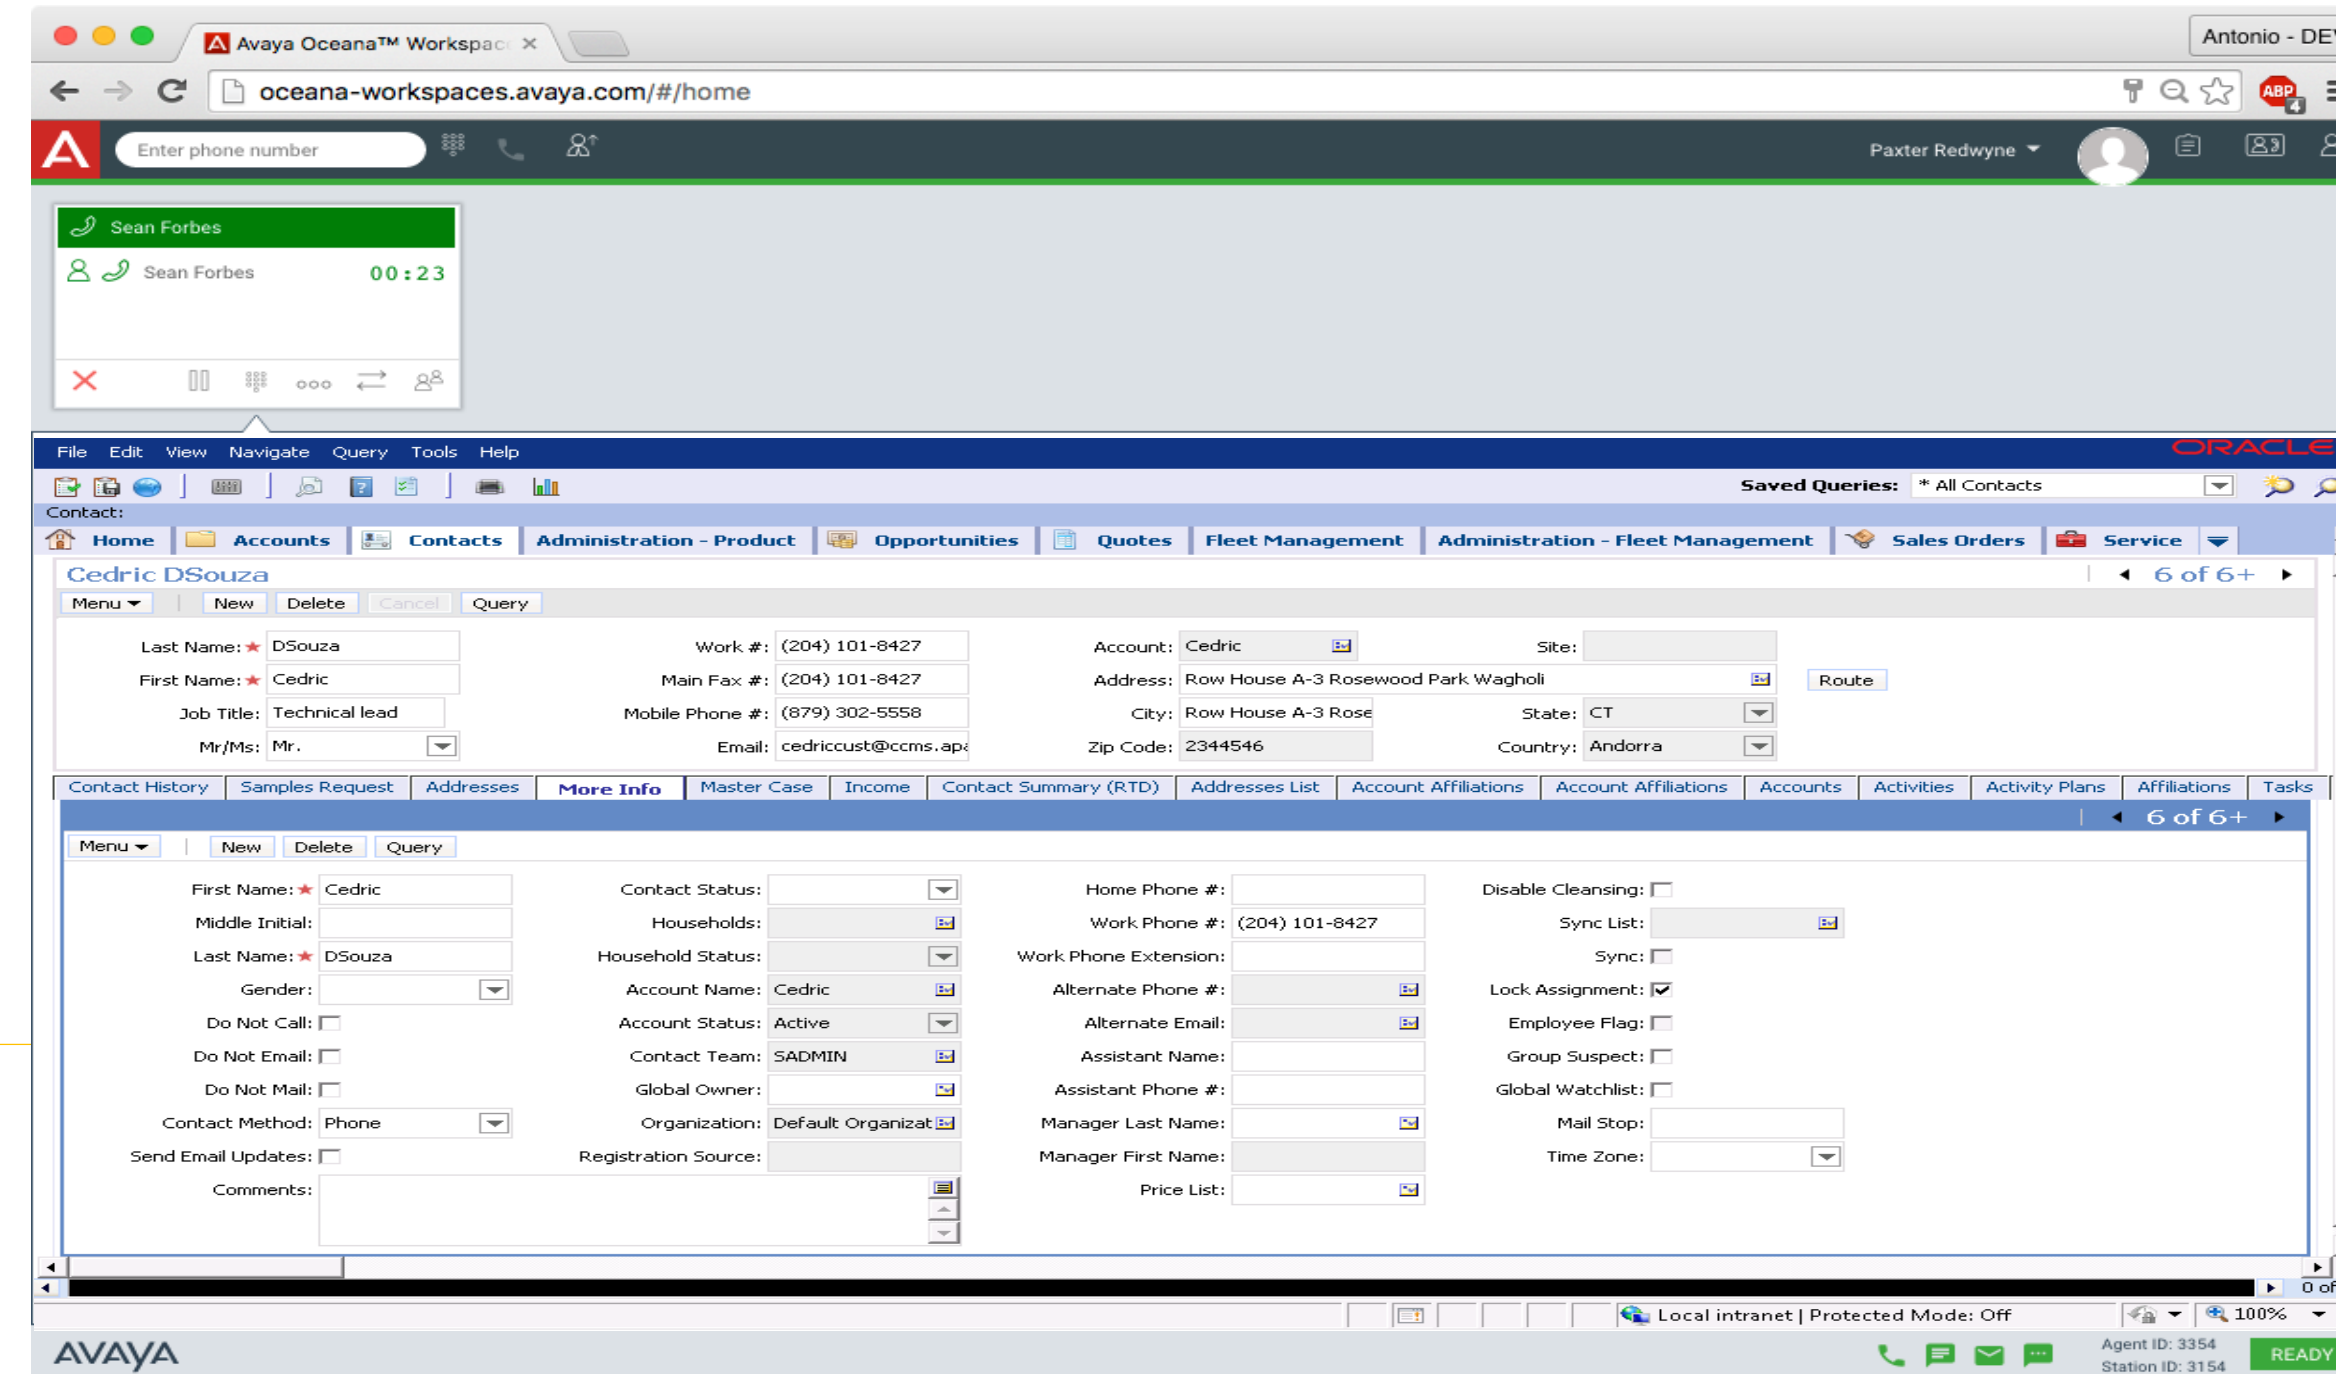 Avaya Oceana™ Workspac
Antonio - DE
oceana-workspaces.avaya.com/#/home
ABP
4
Enter phone number
Paxter Redwyne
Sean Forbes
Sean Forbes 00:23
File Edit View Navigate Query Tools Help
ORACLE
Saved Queries: * All Contacts
Contact:
Home Accounts Contacts Administration - Product Opportunities Quotes Fleet Management Administration - Fleet Management Sales Orders Service
Cedric DSouza 6 of 6+
Menu New Delete Cancel Query
Last Name: DSouza Work #: (204) 101-8427 Account: Cedric Site:
First Name: Cedric Main Fax #: (204) 101-8427 Address: Row House A-3 Rosewood Park Wagholi Route
Job Title: Technical lead Mobile Phone #: (879) 302-5558 City: Row House A-3 Rose State: CT
Mr/Ms: Mr. Email: cedriccust@ccms.apa Zip Code: 2344546 Country: Andorra
Contact History Samples Request Addresses More Info Master Case Income Contact Summary (RTD) Addresses List Account Affiliations Account Affiliations Accounts Activities Activity Plans Affiliations Tasks
6 of 6+
Menu New Delete Query
First Name: Cedric Contact Status: Home Phone #: Disable Cleansing:
Middle Initial: Households: Work Phone #: (204) 101-8427 Sync List:
Last Name: DSouza Household Status: Work Phone Extension: Sync:
Gender: Account Name: Cedric Alternate Phone #: Lock Assignment:
Do Not Call: Account Status: Active Alternate Email: Employee Flag:
Do Not Email: Contact Team: SADMIN Assistant Name: Group Suspect:
Do Not Mail: Global Owner: Assistant Phone #: Global Watchlist:
Contact Method: Phone Organization: Default Organizat Manager Last Name: Mail Stop:
Send Email Updates: Registration Source: Manager First Name: Time Zone:
Comments: Price List:
0 of
Local intranet | Protected Mode: Off 100%
AVAYA
Agent ID: 3354
Station ID: 3154
READY